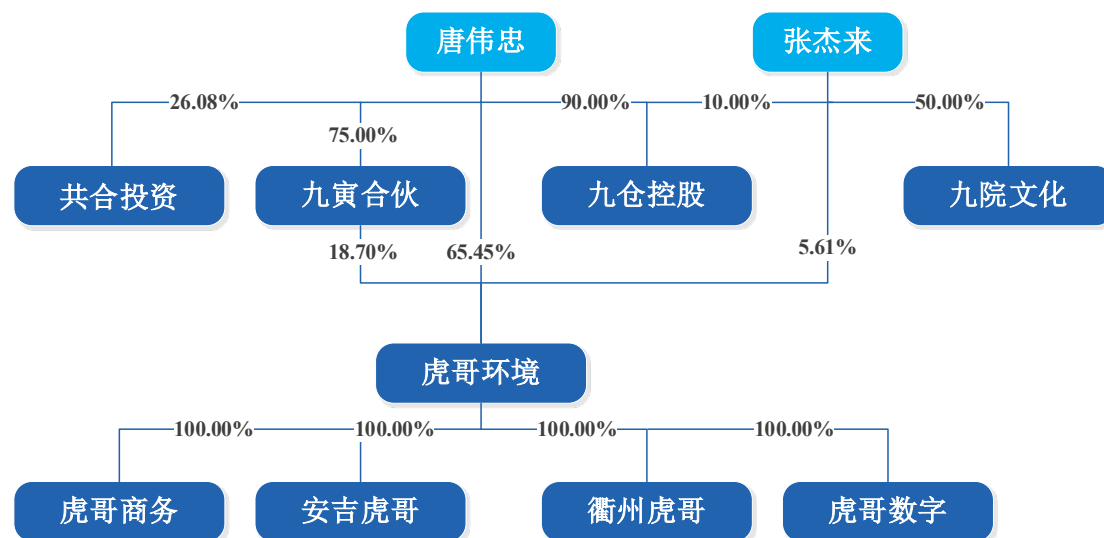 唐伟忠
张杰来
26.08%
90.00%
10.00%
50.00%
75.00%
共合投资
九寅合伙
九仓控股
九院文化
18.70%
65.45%
5.61%
虎哥环境
100.00%
100.00%
100.00%
100.00%
虎哥商务
安吉虎哥
衢州虎哥
虎哥数字